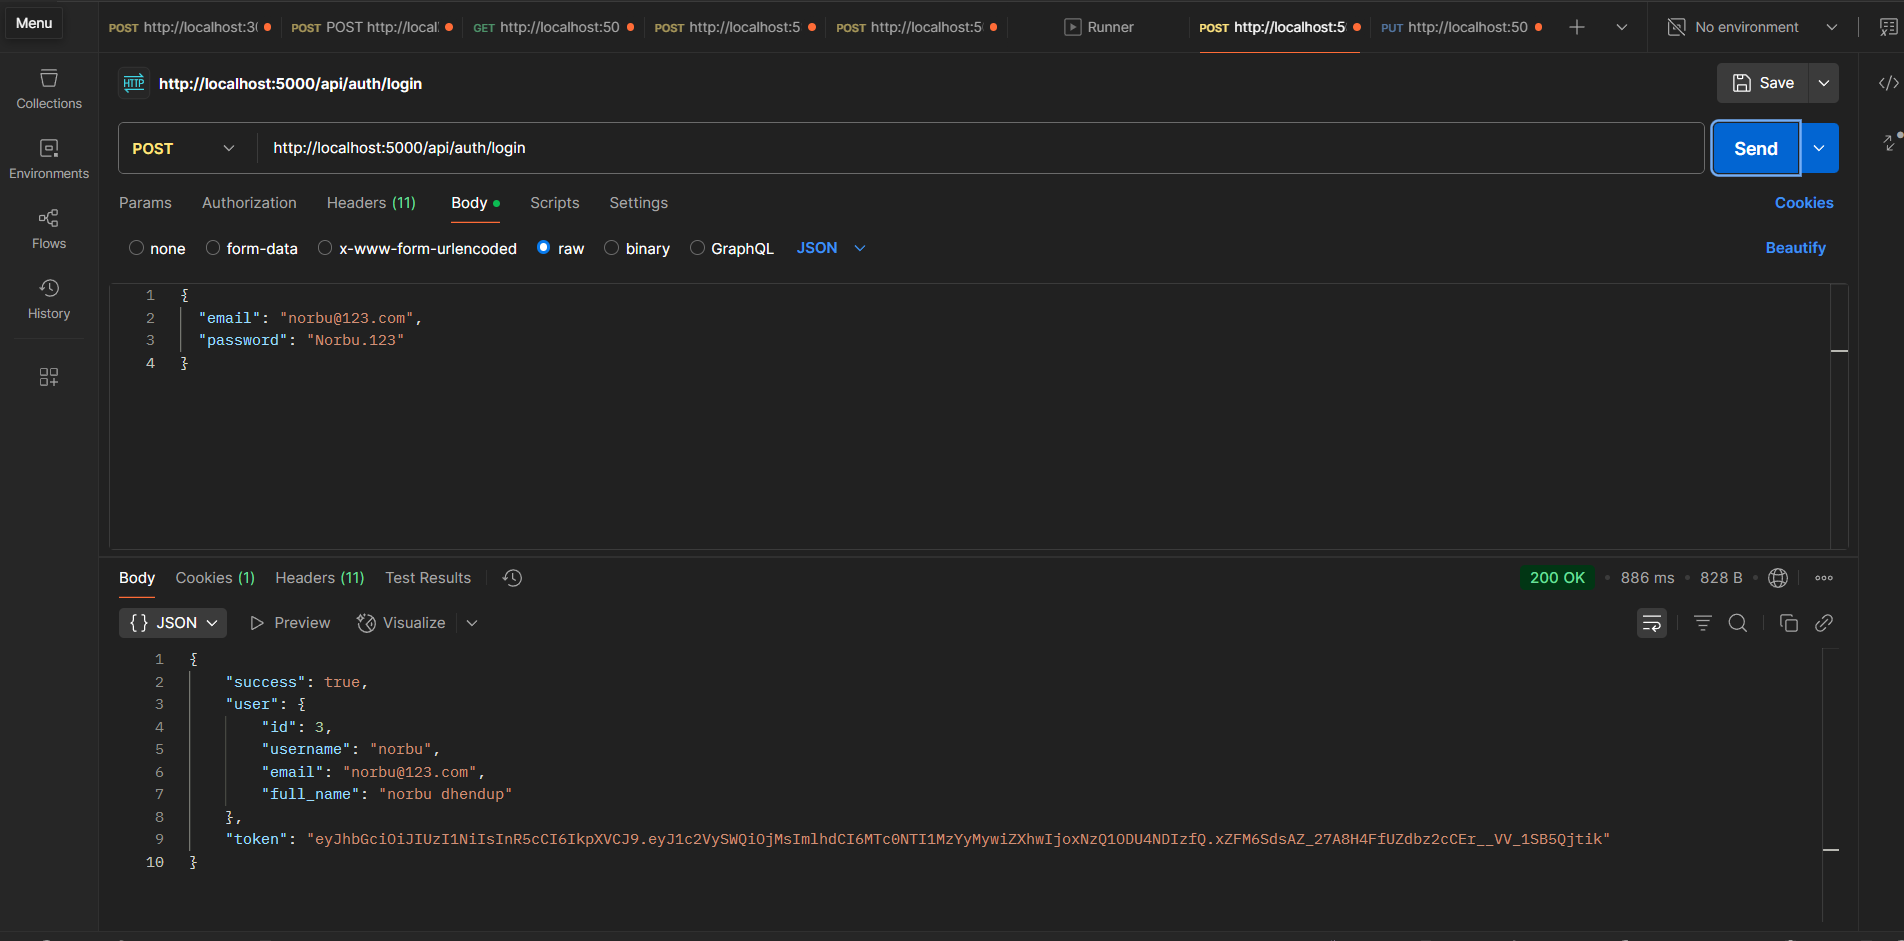 Menu
POST http://localhost:30
POST POST http://local.
GET http://localhost:50
POST http://localhost:5
POST http://localhost:5
Runner
POST http://localhost:5
PUT http://localhost:50
No environment
Collections
Environments
Flows
History
HTTP http://localhost:5000/api/auth/login
Save
POST http://localhost:5000/api/auth/login
Send
Params Authorization Headers (11) Body Scripts Settings
Cookies
none form-data x-www-form-urlencoded raw binary GraphQL JSON
Beautify
1 {
2 "email": "norbu@123.com",
3 "password": "Norbu.123"
4 }
Body Cookies (1) Headers (11) Test Results
200 OK • 886 ms • 828 B
{} JSON Preview Visualize
1 {
2 "success": true,
3 "user": {
4 "id": 3,
5 "username": "norbu",
6 "email": "norbu@123.com",
7 "full_name": "norbu dhendup"
8 },
9 "token": "eyJhbGciOiJIUzI1NiIsInR5cCI6IkpXVCJ9.eyJ1c2VySWQiOjMsImlhdCI6MTc0NTI1MzYyMywiZXhwIjoxNzQ1ODU4NDIzfQ.xZFM6SdsAZ_27A8H4FfUZdbz2cCEr__VV_1SB5Qjtik"
10 }